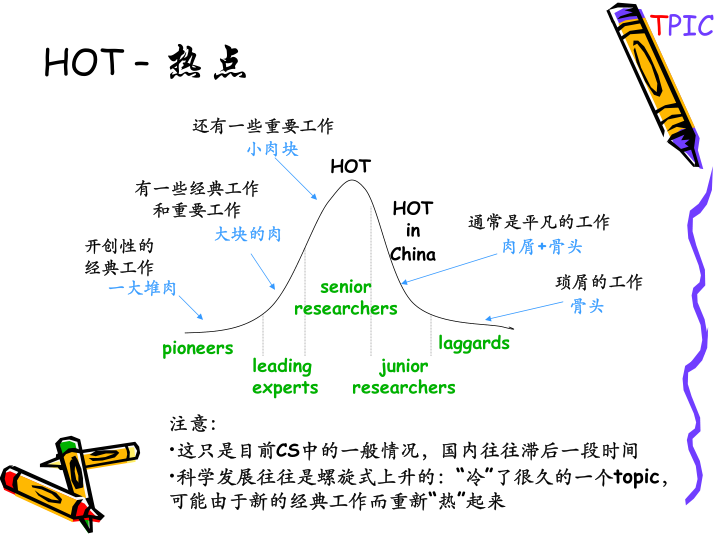 TPIC
HOT - 热点
还有一些重要工作
小肉块
HOT
有一些经典工作
和重要工作
大块的肉
HOT
in
China
通常是平凡的工作
肉屑+骨头
开创性的
经典工作
一大堆肉
琐屑的工作
骨头
senior
researchers
pioneers
laggards
leading
experts
junior
researchers
注意：
•这只是目前CS中的一般情况，国内往往滞后一段时间
•科学发展往往是螺旋式上升的：“冷”了很久的一个topic，
可能由于新的经典工作而重新“热”起来